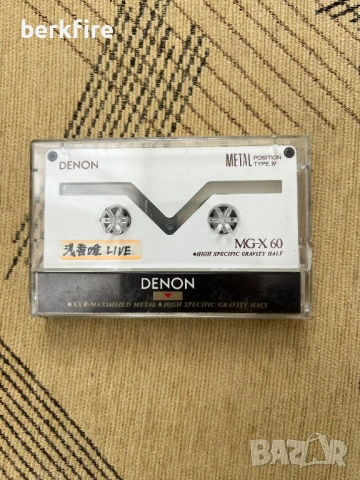 berkfire
DENON
METAL POSITION TYPE IV
浅香唯 LIVE
MG-X 60
HIGH SPECIFIC GRAVITY HALF
DENON
SXR-MAXIMIZED METAL HIGH SPECIFIC GRAVITY HALF
BAZAR